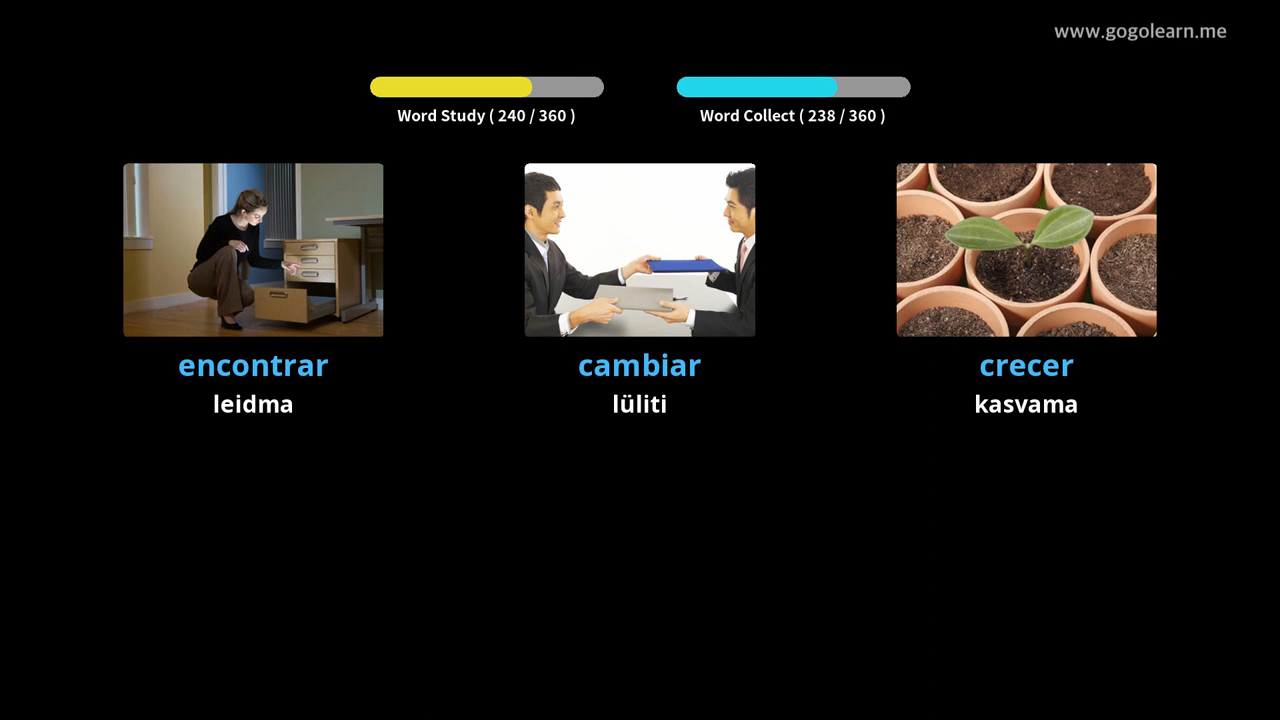 www.gogolearn.me
Word Study ( 240 / 360 )
Word Collect ( 238 / 360 )
encontrar
leidma
cambiar
lüliti
crecer
kasvama